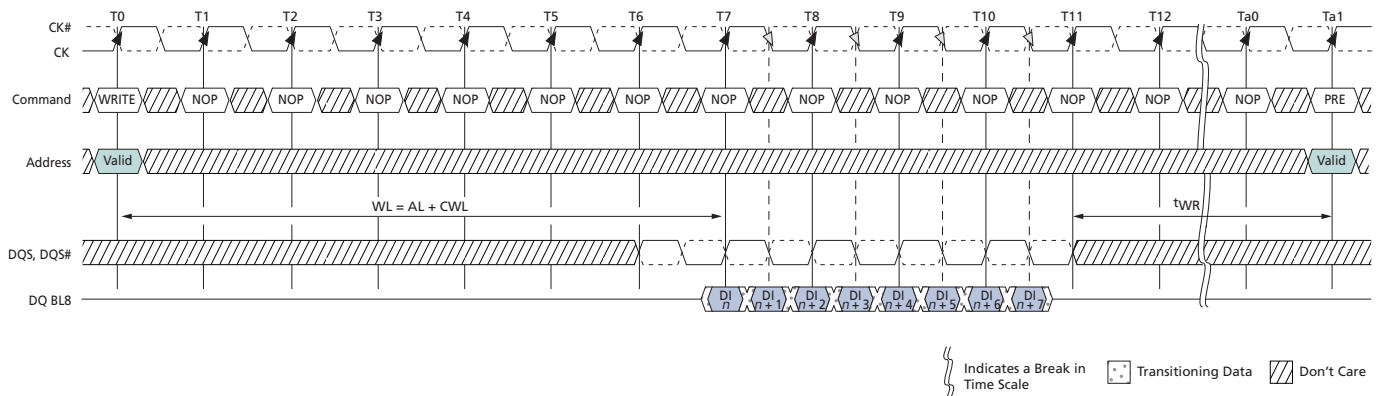 T0 T1 T2 T3 T4 T5 T6 T7 T8 T9 T10 T11 T12 Ta0 Ta1
CK#
CK
Command WRITE NOP NOP NOP NOP NOP NOP NOP NOP NOP NOP NOP NOP NOP PRE
Address Valid Valid
WL = AL + CWL tWR
DQS, DQS#
DQ BL8 DI n DI n + 1 DI n + 2 DI n + 3 DI n + 4 DI n + 5 DI n + 6 DI n + 7
Indicates a Break in
Time Scale
Transitioning Data
Don't Care